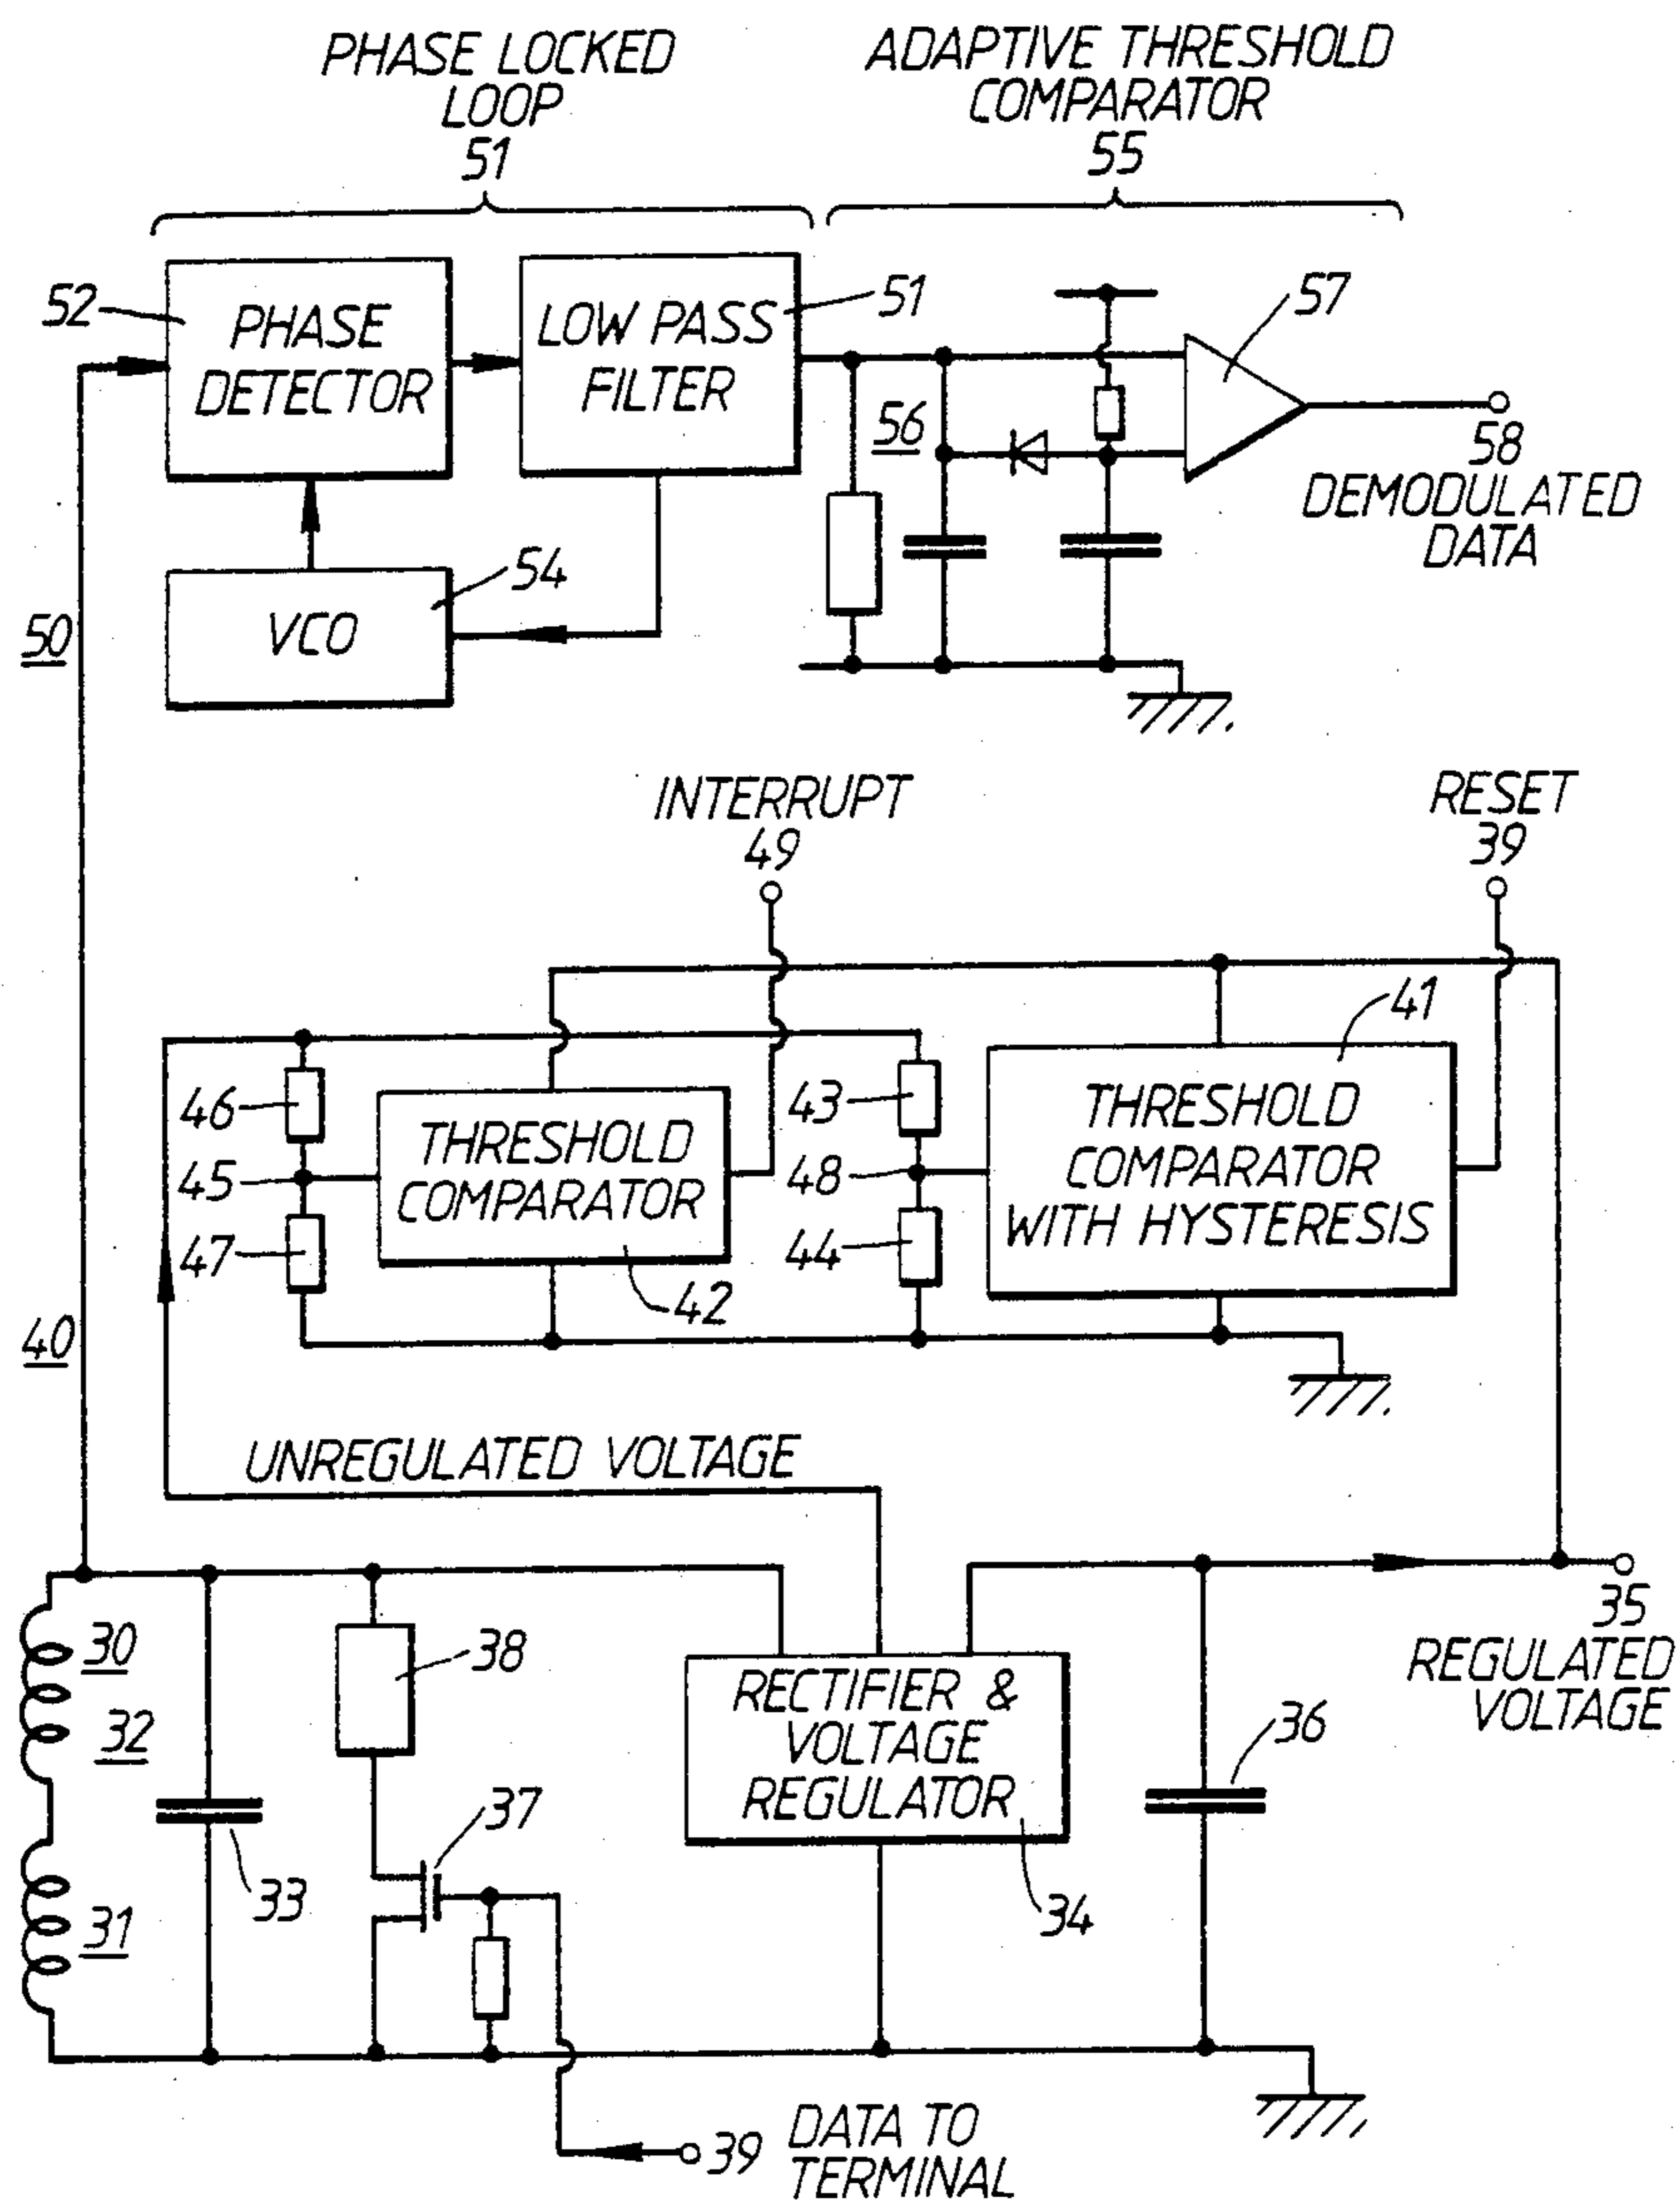 PHASE LOCKED
LOOP
51
ADAPTIVE THRESHOLD
COMPARATOR
55
52
PHASE
DETECTOR
LOW PASS
FILTER
51
57
56
58
DEMODULATED
DATA
VCO
54
50
INTERRUPT
49
RESET
39
41
46
45
47
THRESHOLD
COMPARATOR
42
43
48
44
THRESHOLD
COMPARATOR
WITH HYSTERESIS
40
UNREGULATED VOLTAGE
30
32
31
33
38
37
RECTIFIER &
VOLTAGE
REGULATOR
34
36
35
REGULATED
VOLTAGE
39
DATA TO
TERMINAL